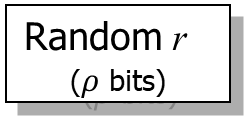 Random r
(ρ bits)